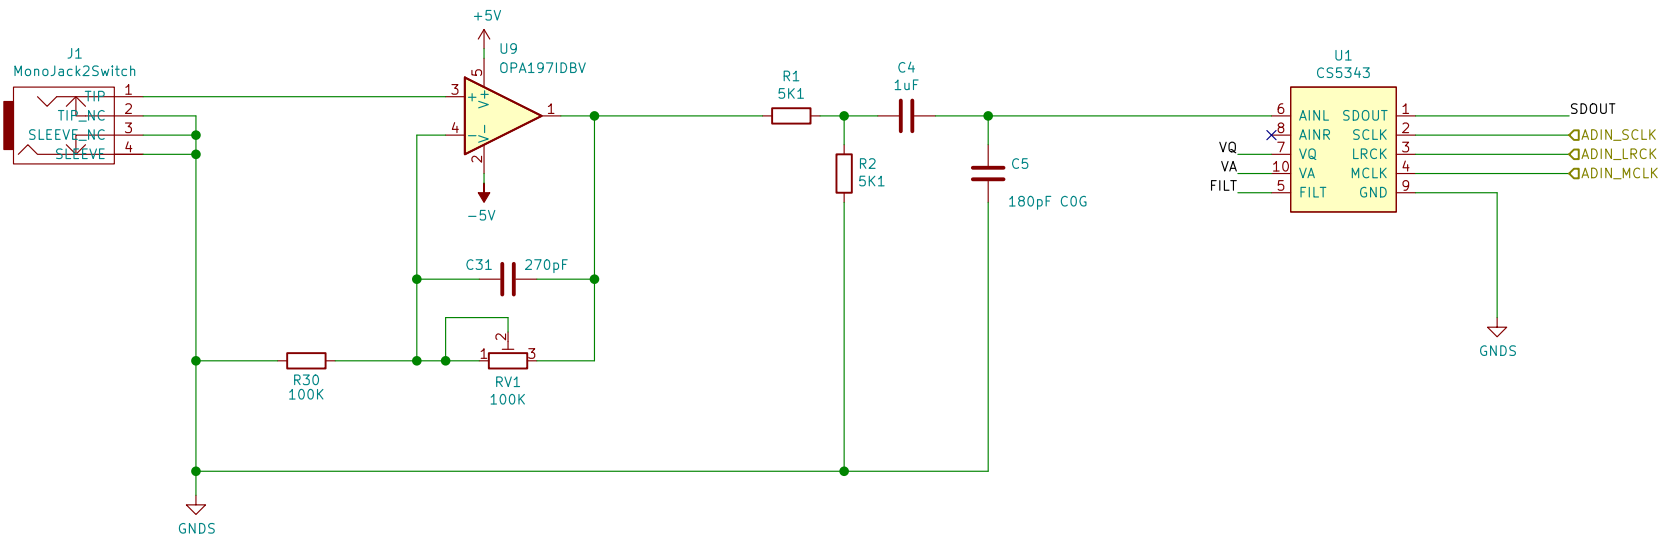 +5V
U9
OPA197IDBV
J1
MonoJack2Switch
TIP 1
TIP_NC 2
SLEEVE_NC 3
SLEEVE 4
5
3 + V+ 1
4 − V-
2
-5V
R1
5K1
C4
1uF
R2
5K1
C5
180pF C0G
U1
CS5343
6 AINL SDOUT 1 SDOUT
8 AINR SCLK 2 ADIN_SCLK
VQ 7 VQ LRCK 3 ADIN_LRCK
VA 10 VA MCLK 4 ADIN_MCLK
FILT 5 FILT GND 9
GNDS
C31 270pF
2
1 3
R30
100K
RV1
100K
GNDS